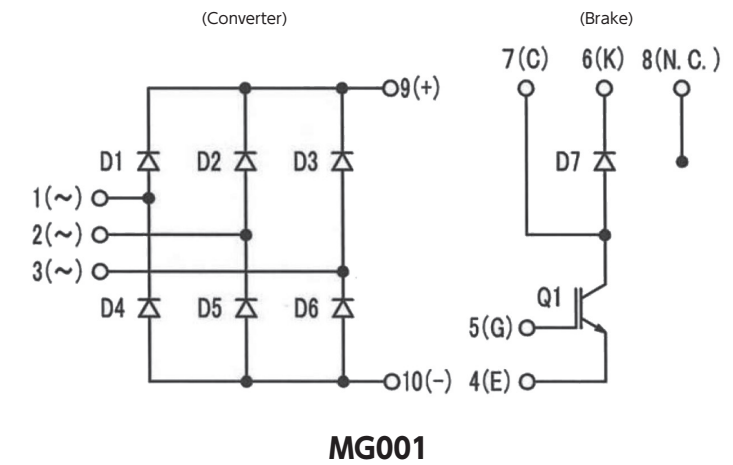 (Converter)
(Brake)
7(C) 6(K) 8(N.C.)
9(+)
D1 D2 D3 D7
1(~)
2(~)
3(~)
D4 D5 D6 Q1
5(G)
10(-) 4(E)
MG001